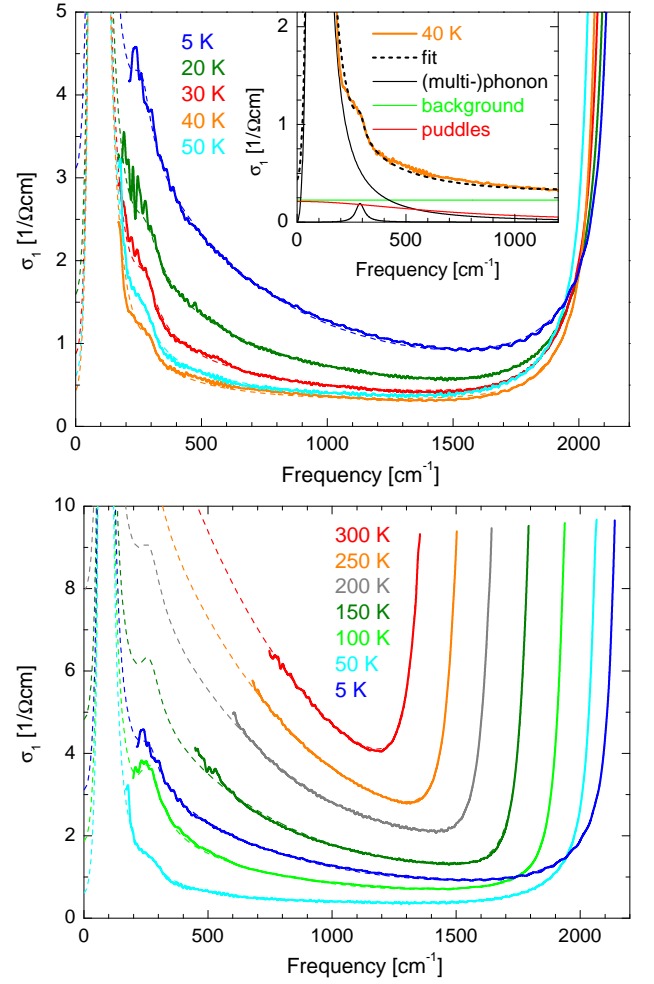 5
4
3
2
1
0
σ₁ [1/Ωcm]
5 K
20 K
30 K
40 K
50 K
2
1
0
σ₁ [1/Ωcm]
40 K
fit
(multi-)phonon
background
puddles
0 500 1000
Frequency [cm⁻¹]
0 500 1000 1500 2000
Frequency [cm⁻¹]
10
8
6
4
2
0
σ₁ [1/Ωcm]
300 K
250 K
200 K
150 K
100 K
50 K
5 K
0 500 1000 1500 2000
Frequency [cm⁻¹]